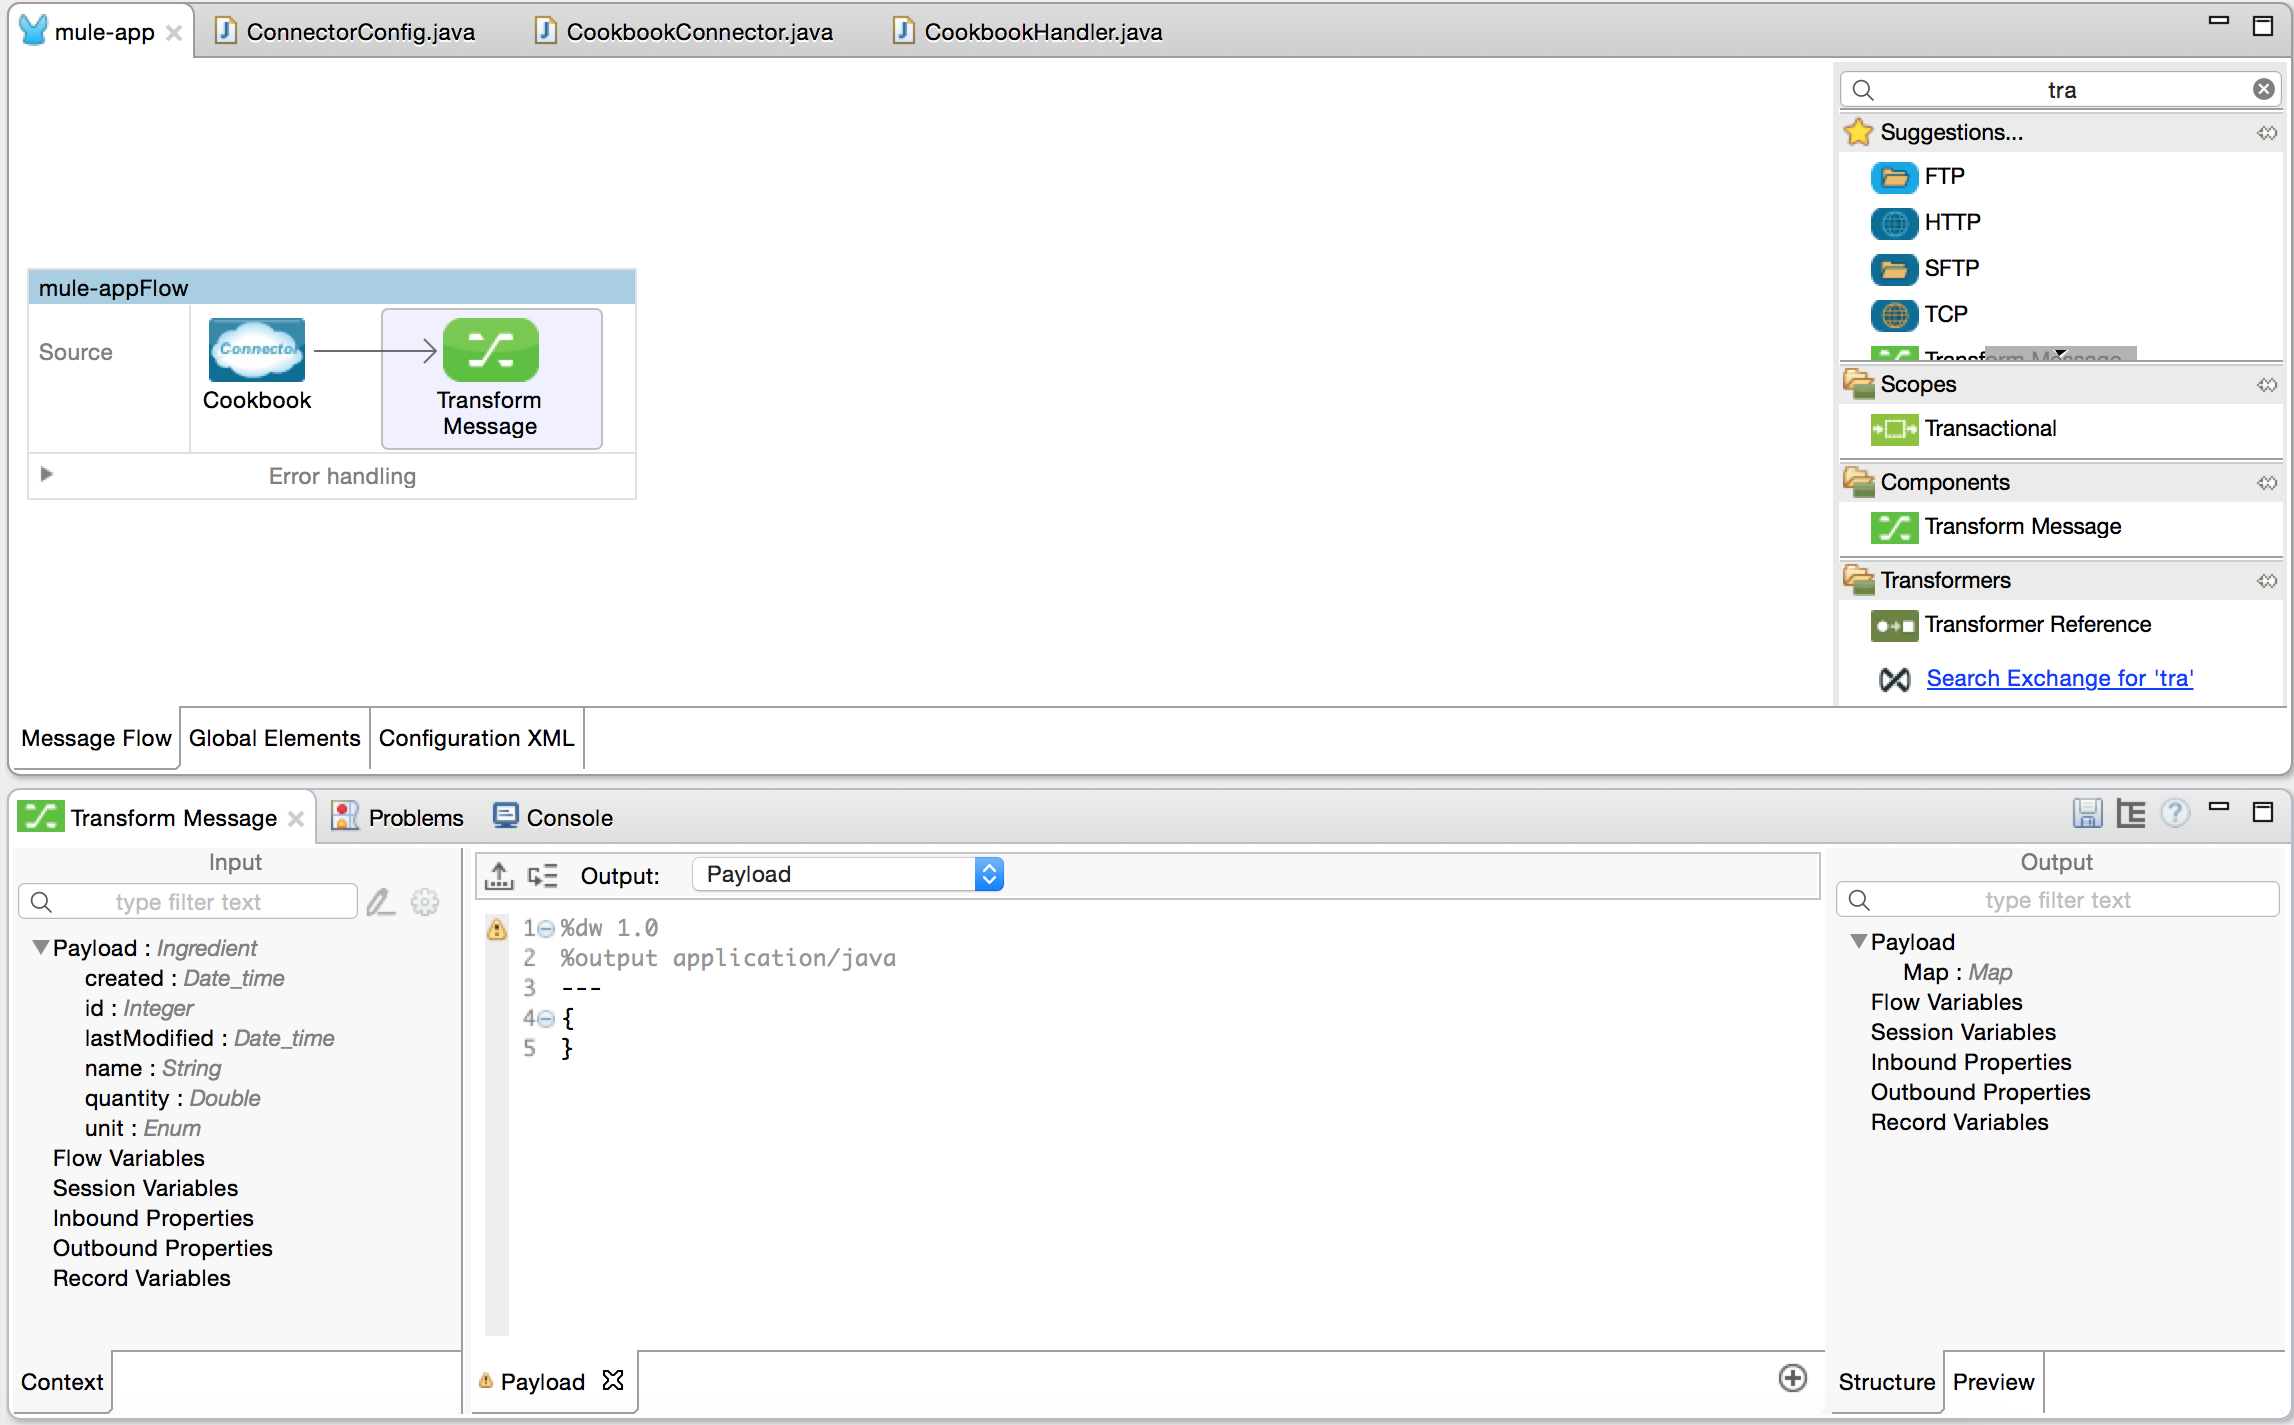 mule-app
ConnectorConfig.java
CookbookConnector.java
CookbookHandler.java
tra
Suggestions...
FTP
HTTP
SFTP
TCP
Transform Message
Scopes
Transactional
Components
Transform Message
Transformers
Transformer Reference
Search Exchange for 'tra'
mule-appFlow
Source
Connector
Cookbook
Transform
Message
Error handling
Message Flow
Global Elements
Configuration XML
Transform Message
Problems
Console
Input
type filter text
Payload : Ingredient
created : Date_time
id : Integer
lastModified : Date_time
name : String
quantity : Double
unit : Enum
Flow Variables
Session Variables
Inbound Properties
Outbound Properties
Record Variables
Context
Output:
Payload
1 %dw 1.0
2 %output application/java
3 ---
4 {
5 }
Payload
Output
type filter text
Payload
Map : Map
Flow Variables
Session Variables
Inbound Properties
Outbound Properties
Record Variables
Structure
Preview